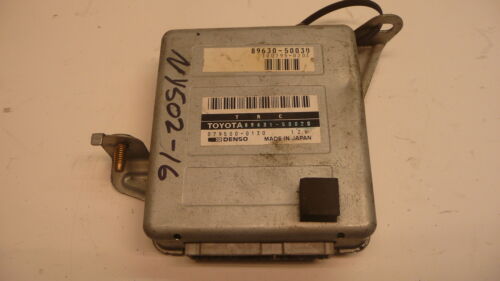 89630-50030
TRC
TOYOTA 89631-50020
079500-0120 12V
DENSO MADE IN JAPAN
NYS02-16